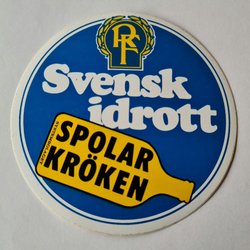 RF
Svensk
idrott
SPOLAR
KRÖKEN